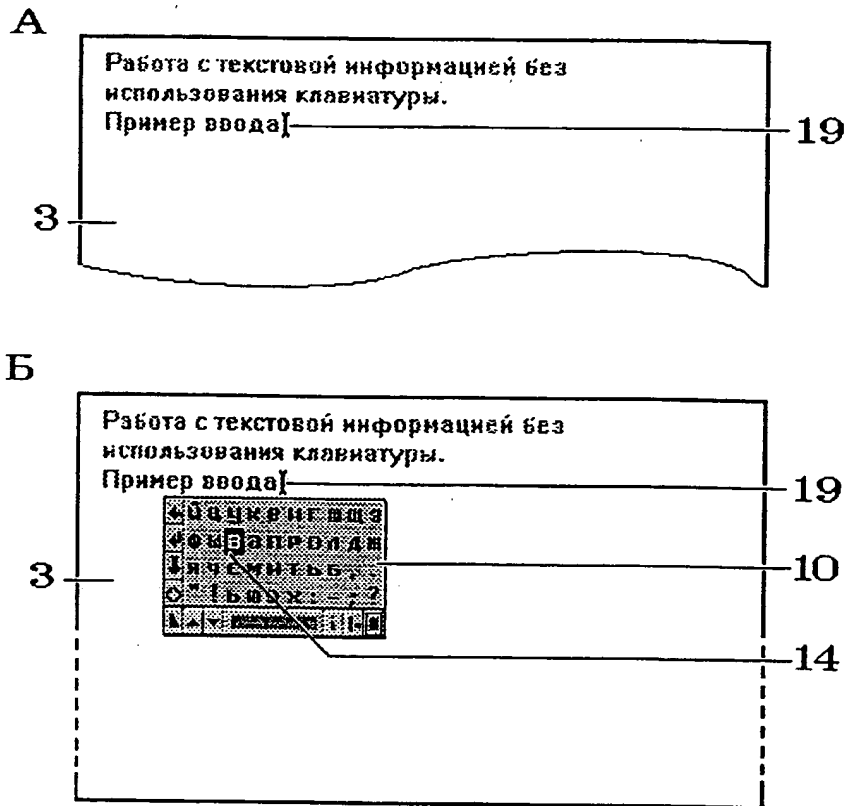 А
Работа с текстовой информацией без
использования клавиатуры.
Пример ввода
19
3
Б
Работа с текстовой информацией без
использования клавиатуры.
Пример ввода
19
й ц у к е н г ш щ з
ф ы в а п р о л д ж
10
я ч с м и т ь б , .
3
" ! ъ ю э х : - ; ?
14